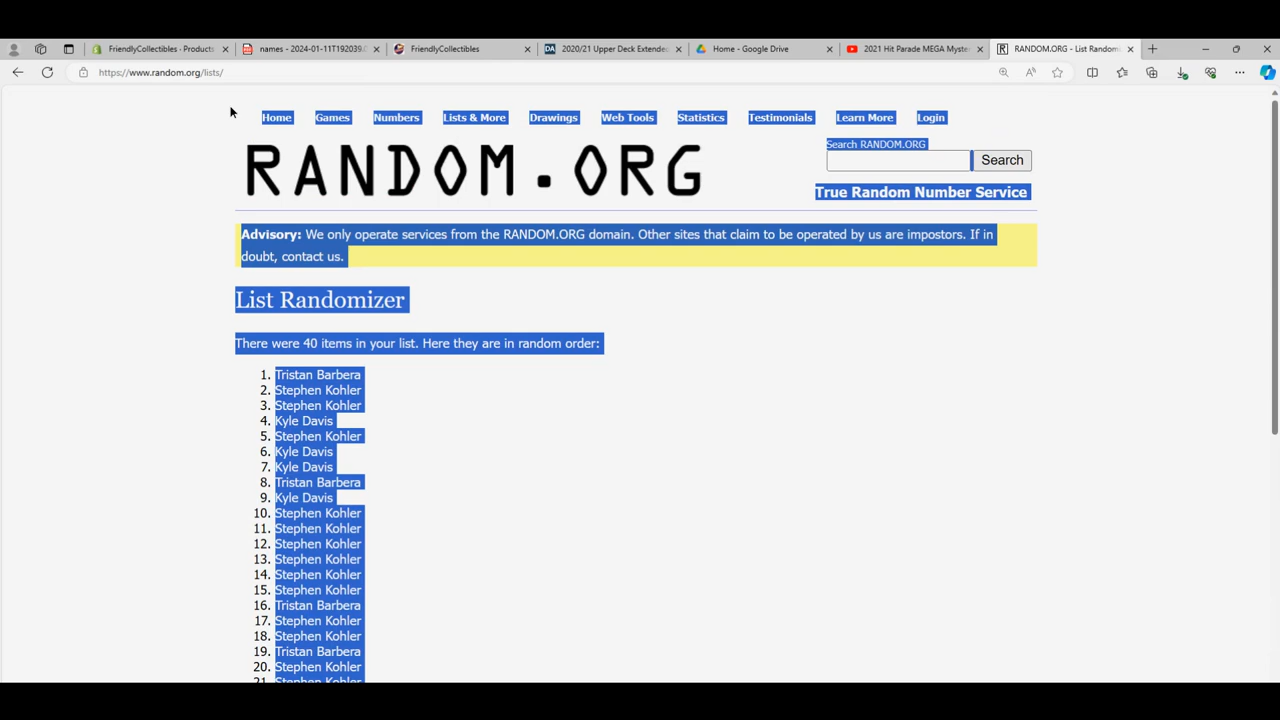 FriendlyCollectibles · Products
names - 2024-01-11T192039.
FriendlyCollectibles
2020/21 Upper Deck Extende
Home - Google Drive
2021 Hit Parade MEGA Myste
RANDOM.ORG - List Random
https://www.random.org/lists/
Home Games Numbers Lists & More Drawings Web Tools Statistics Testimonials Learn More Login
RANDOM.ORG
Search RANDOM.ORG
Search
True Random Number Service
Advisory: We only operate services from the RANDOM.ORG domain. Other sites that claim to be operated by us are impostors. If in
doubt, contact us.
List Randomizer
There were 40 items in your list. Here they are in random order:
1. Tristan Barbera
2. Stephen Kohler
3. Stephen Kohler
4. Kyle Davis
5. Stephen Kohler
6. Kyle Davis
7. Kyle Davis
8. Tristan Barbera
9. Kyle Davis
10. Stephen Kohler
11. Stephen Kohler
12. Stephen Kohler
13. Stephen Kohler
14. Stephen Kohler
15. Stephen Kohler
16. Tristan Barbera
17. Stephen Kohler
18. Stephen Kohler
19. Tristan Barbera
20. Stephen Kohler
21. Stephen Kohler